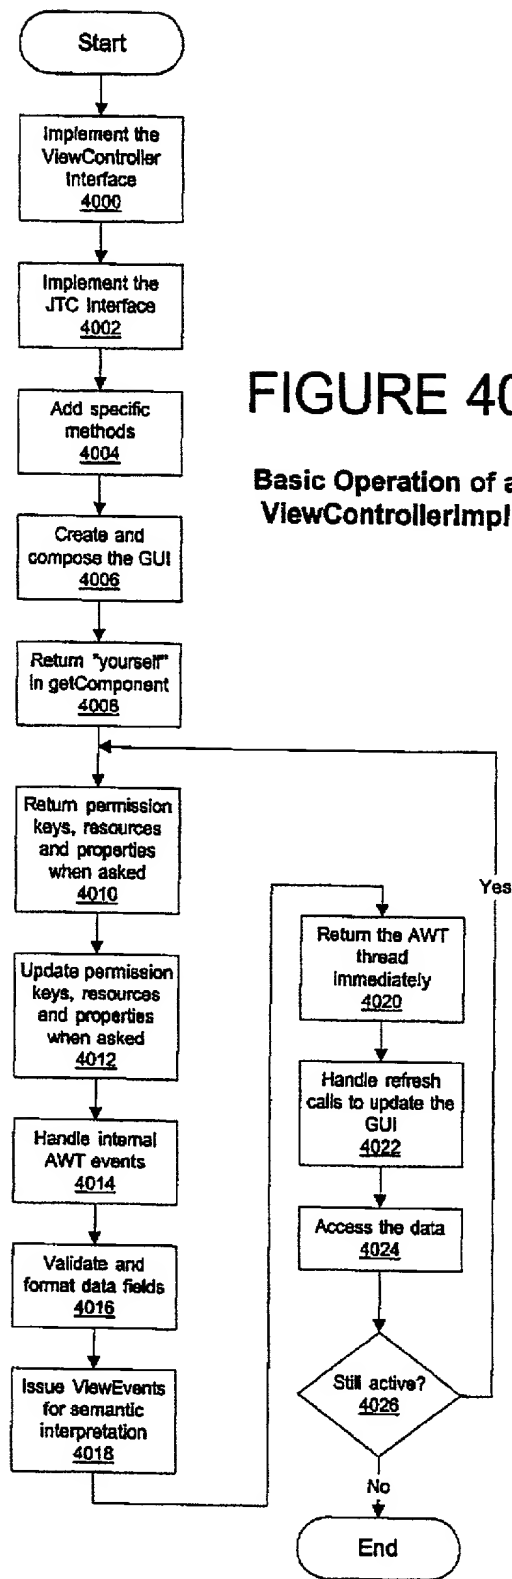 Start
Implement the
ViewController
Interface
4000
Implement the
JTC Interface
4002
Add specific
methods
4004
FIGURE 40
Basic Operation of a
ViewControllerImpl
Create and
compose the GUI
4006
Return "yourself"
in getComponent
4008
Return permission
keys, resources
and properties
when asked
4010
Update permission
keys, resources
and properties
when asked
4012
Handle internal
AWT events
4014
Validate and
format data fields
4016
Issue ViewEvents
for semantic
interpretation
4018
Return the AWT
thread
immediately
4020
Handle refresh
calls to update the
GUI
4022
Access the data
4024
Still active?
4026
Yes
No
End